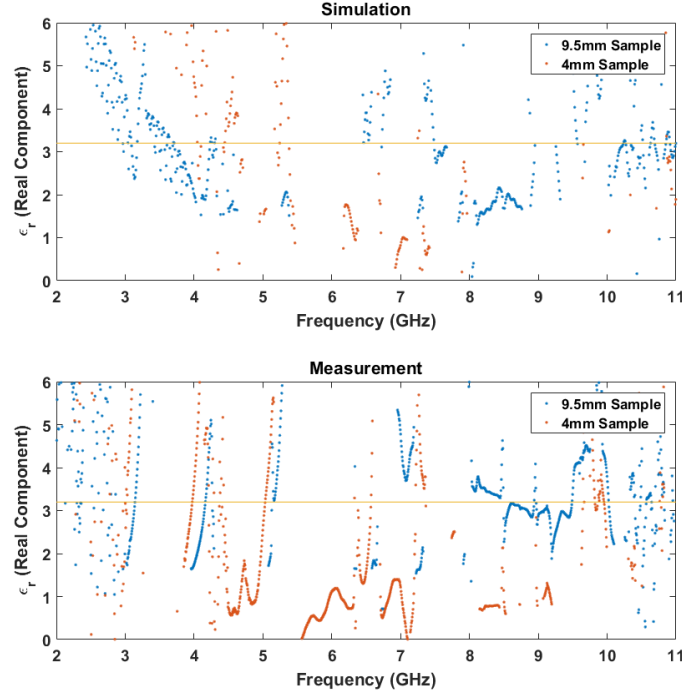 Simulation
6
5
4
3
2
1
0
ϵr (Real Component)
9.5mm Sample
4mm Sample
2 3 4 5 6 7 8 9 10 11
Frequency (GHz)
Measurement
6
5
4
3
2
1
0
ϵr (Real Component)
9.5mm Sample
4mm Sample
2 3 4 5 6 7 8 9 10 11
Frequency (GHz)